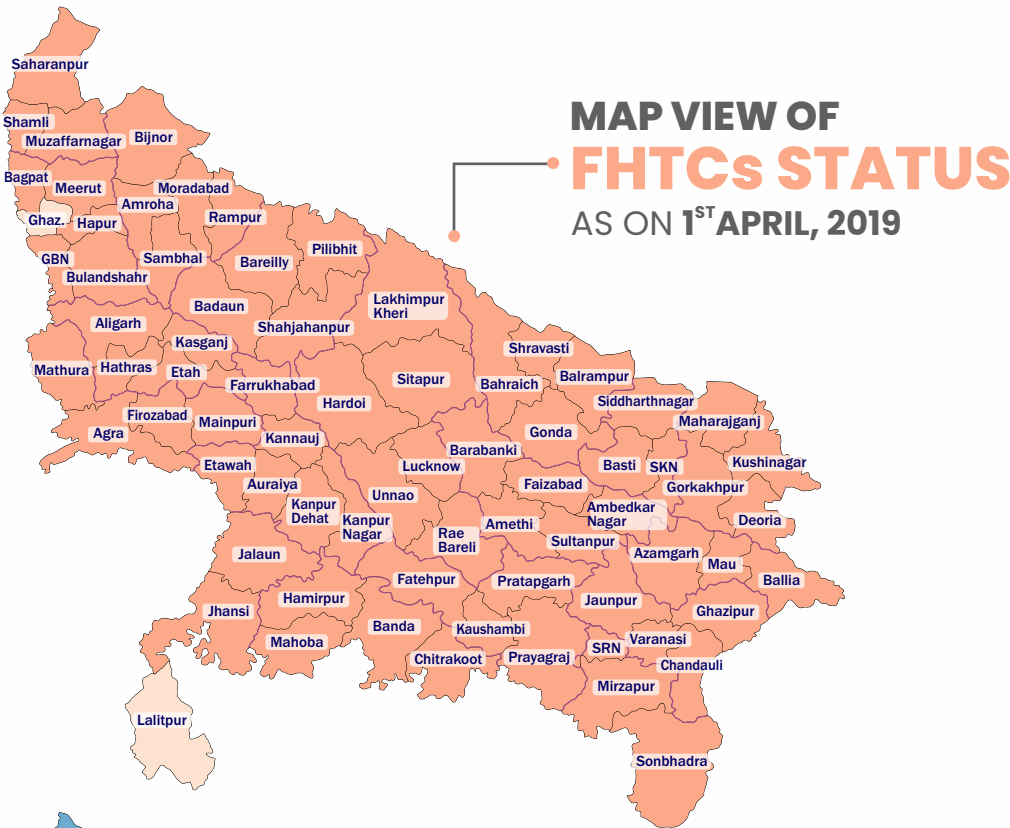 Saharanpur
MAP VIEW OF
FHTCs STATUS
AS ON 1ST APRIL, 2019
Shamli
Muzaffarnagar
Bijnor
Bagpat
Meerut
Moradabad
Amroha
Ghaz.
Hapur
Rampur
GBN
Sambhal
Bareilly
Pilibhit
Bulandshahr
Badaun
Lakhimpur
Kheri
Aligarh
Shahjahanpur
Kasganj
Shravasti
Mathura
Hathras
Etah
Farrukhabad
Sitapur
Bahraich
Balrampur
Hardoi
Siddharthnagar
Firozabad
Mainpuri
Maharajganj
Agra
Kannauj
Gonda
Barabanki
Etawah
Lucknow
Basti
SKN
Kushinagar
Auraiya
Unnao
Faizabad
Gorkakhpur
Kanpur
Dehat
Kanpur
Nagar
Ambedkar
Nagar
Deoria
Rae
Bareli
Amethi
Sultanpur
Jalaun
Azamgarh
Mau
Fatehpur
Pratapgarh
Ballia
Hamirpur
Jaunpur
Jhansi
Ghazipur
Mahoba
Banda
Kaushambi
Varanasi
SRN
Chitrakoot
Prayagraj
Chandauli
Mirzapur
Lalitpur
Sonbhadra